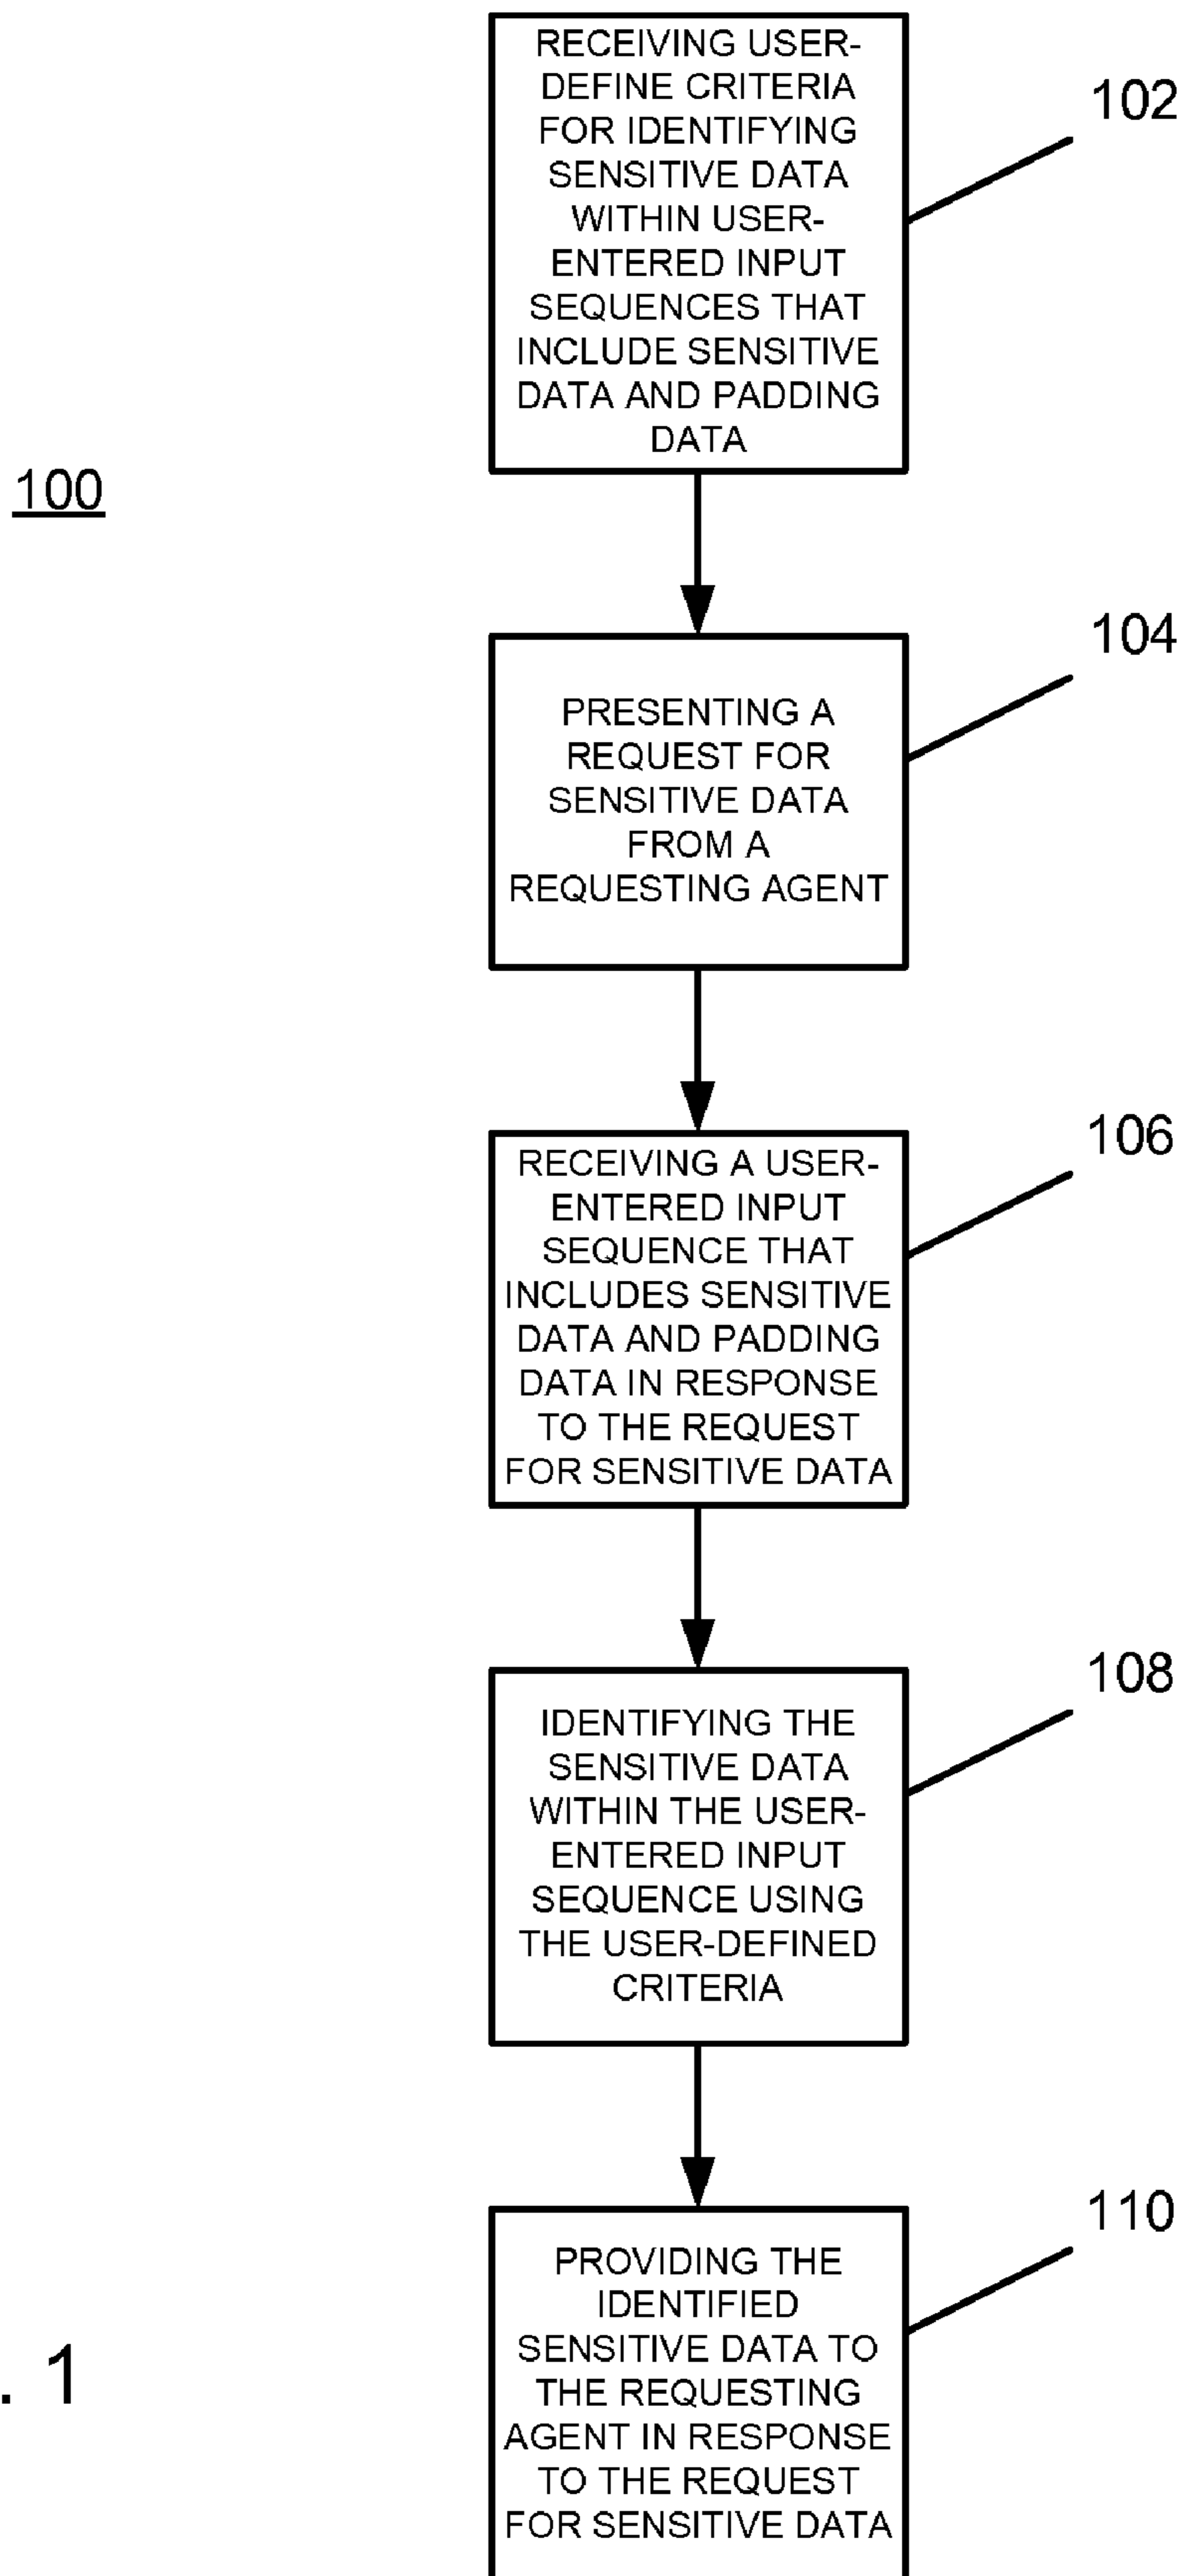 RECEIVING USER-
DEFINE CRITERIA
FOR IDENTIFYING
SENSITIVE DATA
WITHIN USER-
ENTERED INPUT
SEQUENCES THAT
INCLUDE SENSITIVE
DATA AND PADDING
DATA
102
100
PRESENTING A
REQUEST FOR
SENSITIVE DATA
FROM A
REQUESTING AGENT
104
RECEIVING A USER-
ENTERED INPUT
SEQUENCE THAT
INCLUDES SENSITIVE
DATA AND PADDING
DATA IN RESPONSE
TO THE REQUEST
FOR SENSITIVE DATA
106
IDENTIFYING THE
SENSITIVE DATA
WITHIN THE USER-
ENTERED INPUT
SEQUENCE USING
THE USER-DEFINED
CRITERIA
108
PROVIDING THE
IDENTIFIED
SENSITIVE DATA TO
THE REQUESTING
AGENT IN RESPONSE
TO THE REQUEST
FOR SENSITIVE DATA
110
. 1